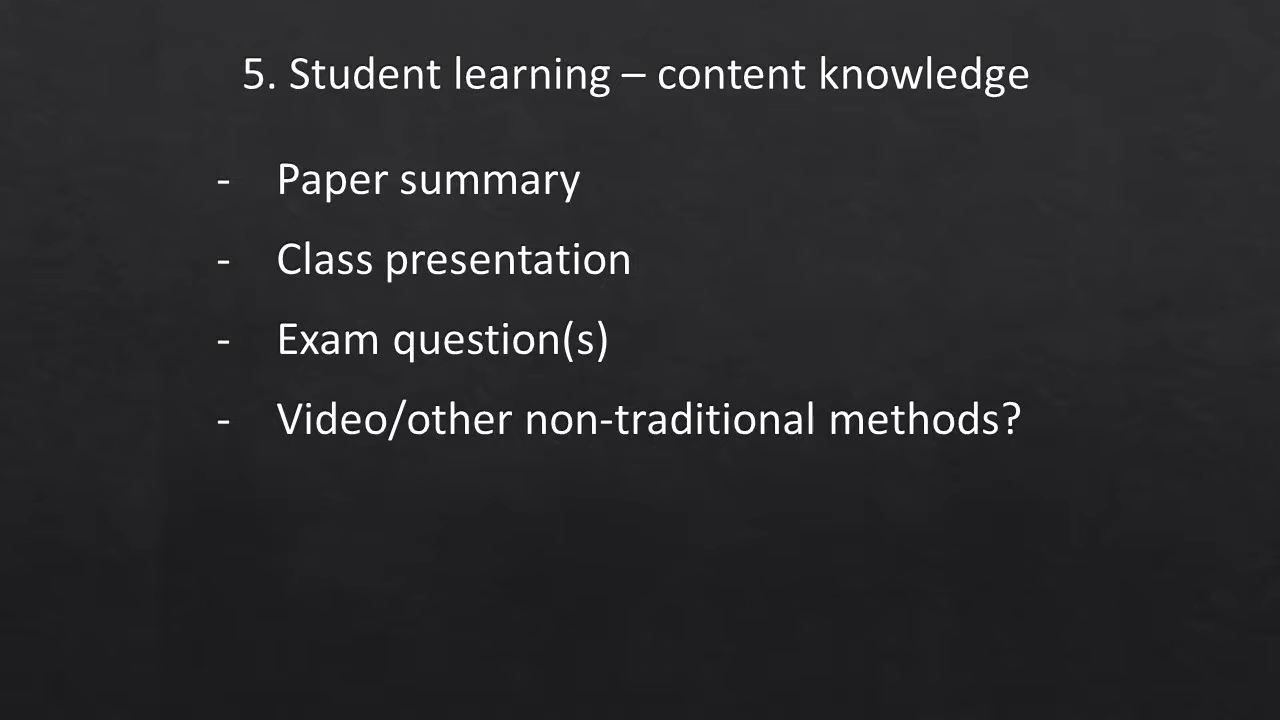 5. Student learning – content knowledge
- Paper summary
- Class presentation
- Exam question(s)
- Video/other non-traditional methods?